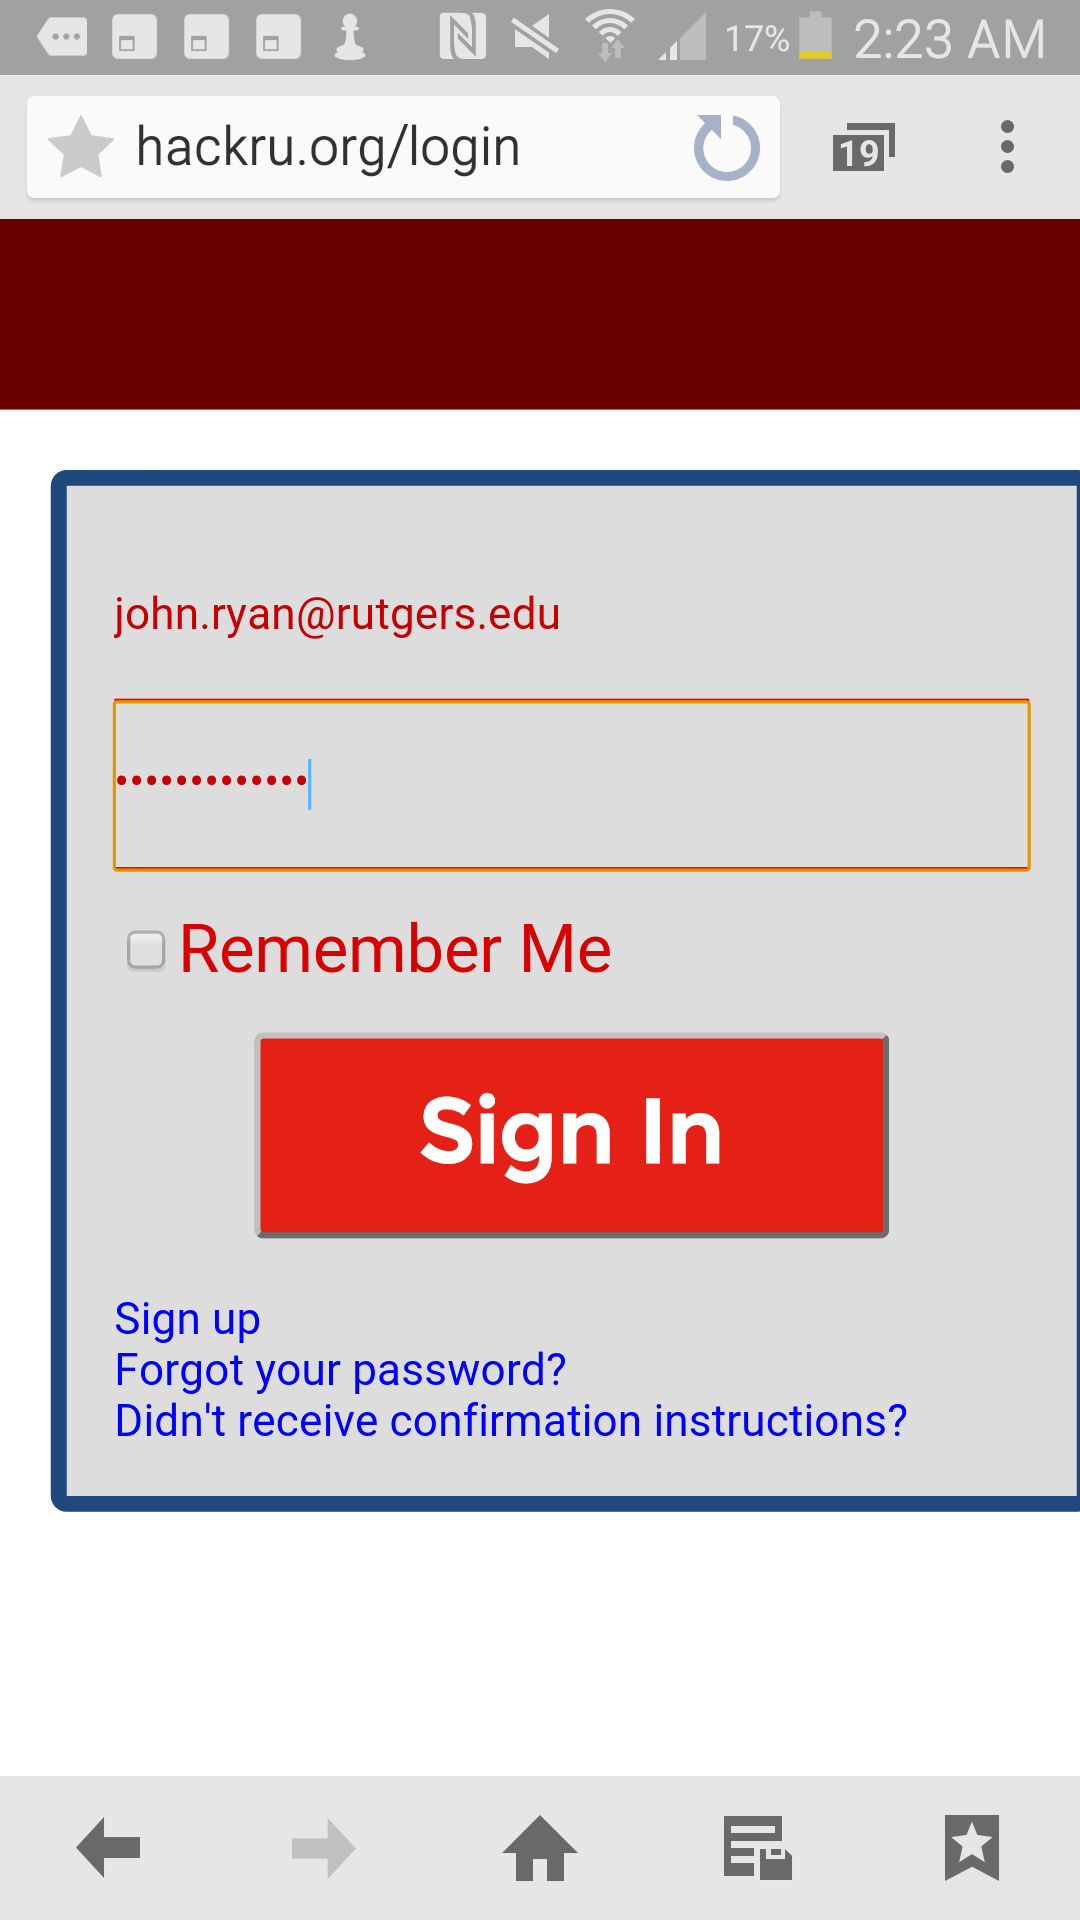 17% 2:23 AM
hackru.org/login
19
john.ryan@rutgers.edu
•••••••••••••
Remember Me
Sign In
Sign up
Forgot your password?
Didn't receive confirmation instructions?